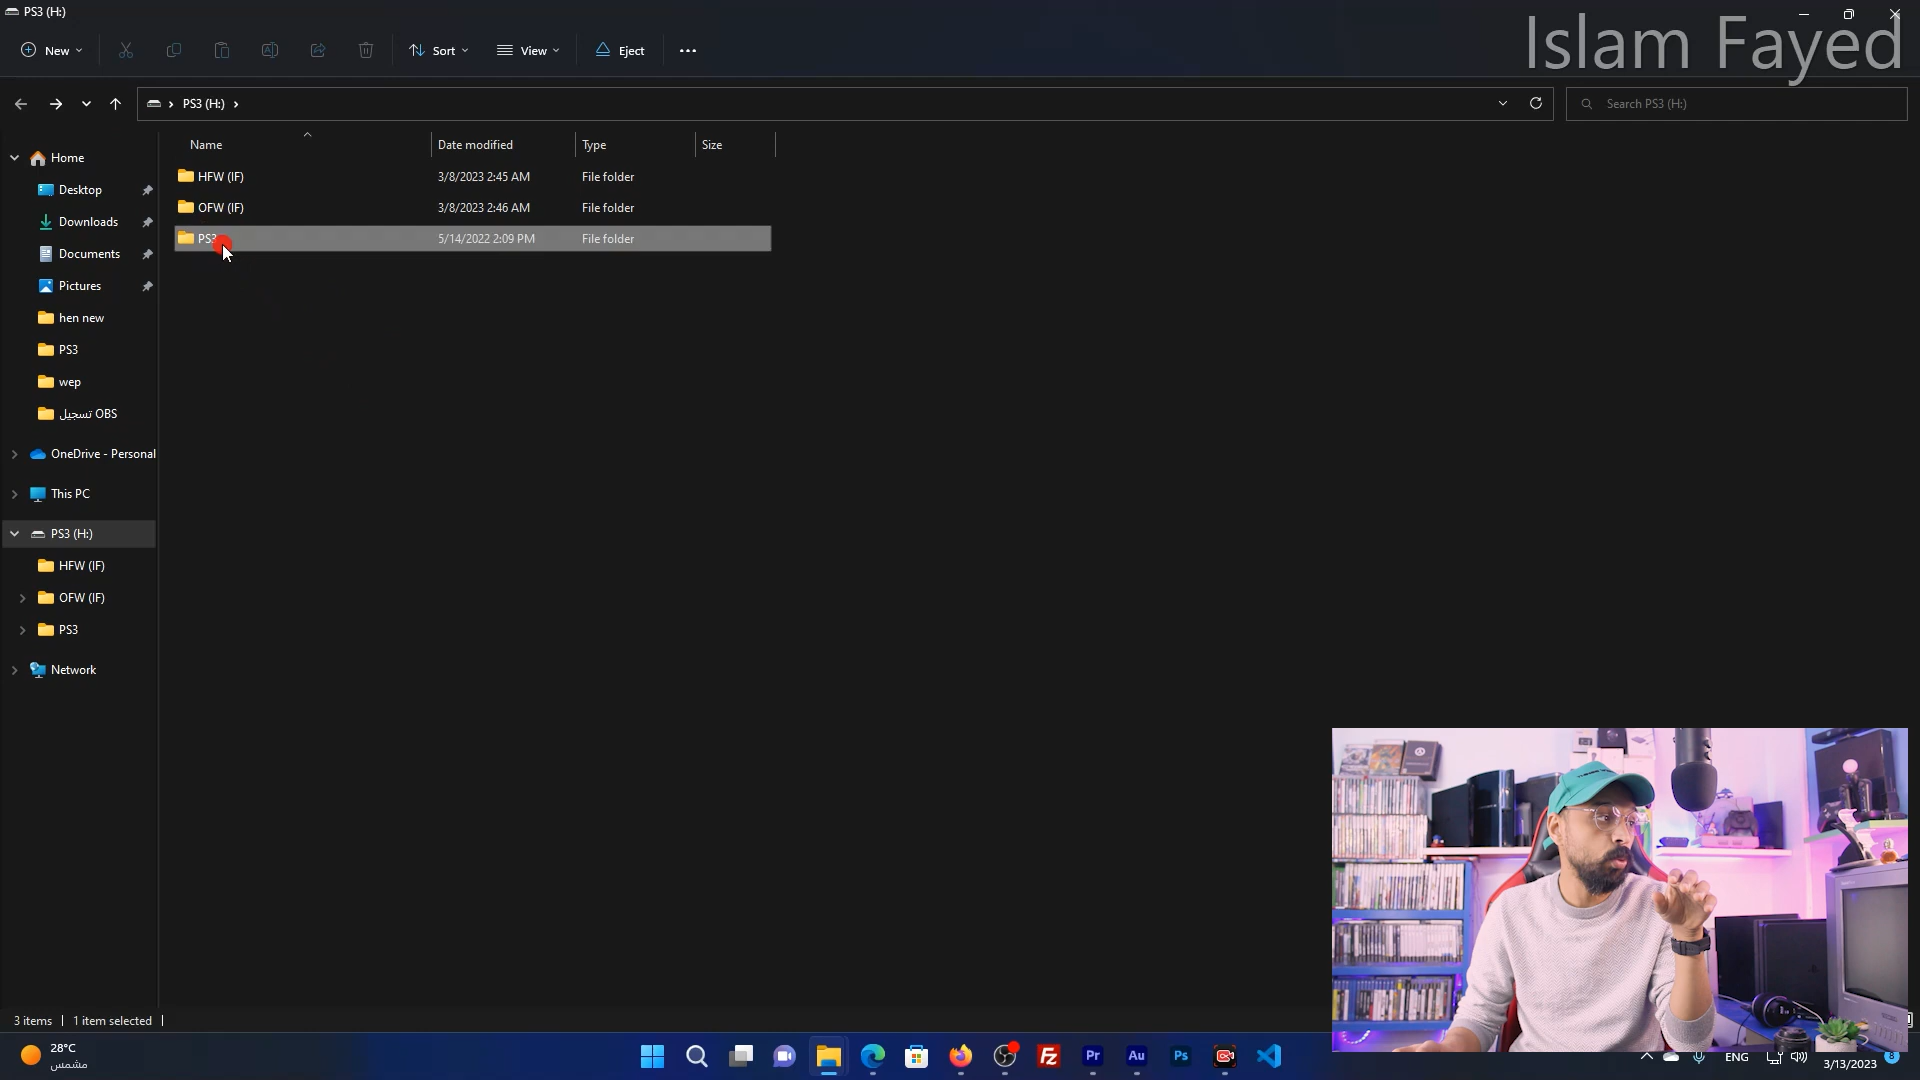 PS3 (H:)
Islam Fayed
New
Sort
View
Eject
PS3 (H:)
Search PS3 (H:)
Name
Date modified
Type
Size
HFW (IF)
3/8/2023 2:45 AM
File folder
OFW (IF)
3/8/2023 2:46 AM
File folder
PS3
5/14/2022 2:09 PM
File folder
Home
Desktop
Downloads
Documents
Pictures
hen new
PS3
wep
تسجيل OBS
OneDrive - Personal
This PC
PS3 (H:)
HFW (IF)
OFW (IF)
PS3
Network
3 items
1 item selected
28°C
مشمس
Pr
Au
Ps
ENG
3/13/2023
8